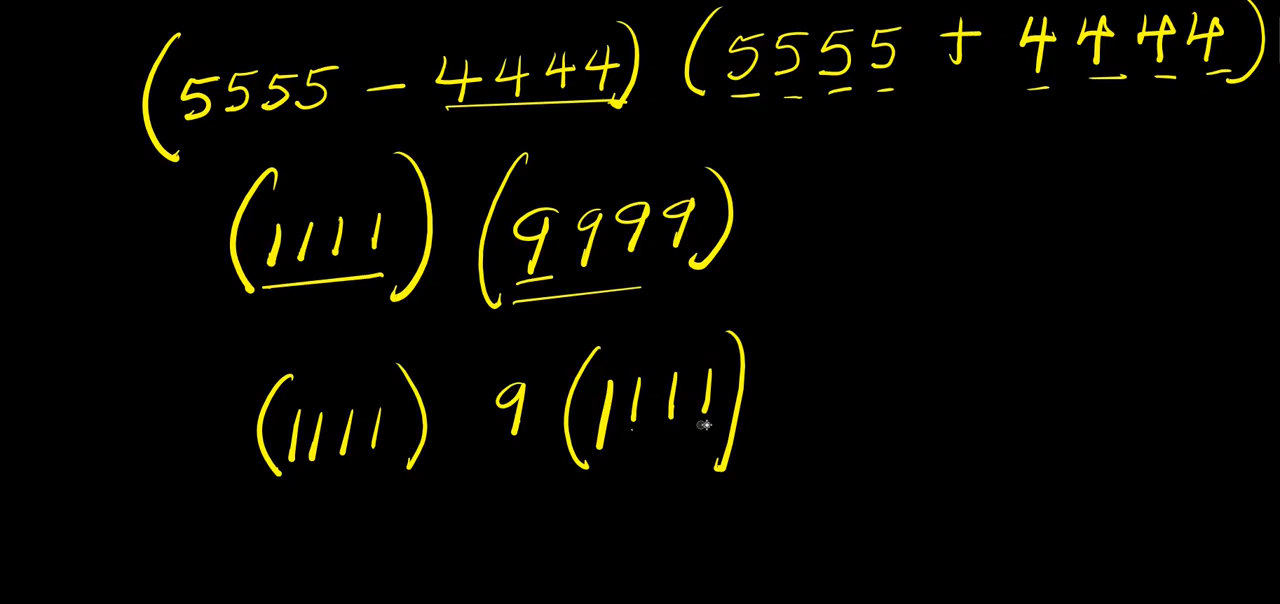 (5555 - 4444) (5555 + 4444)
(1111) (9999)
(1111) 9 (1111)